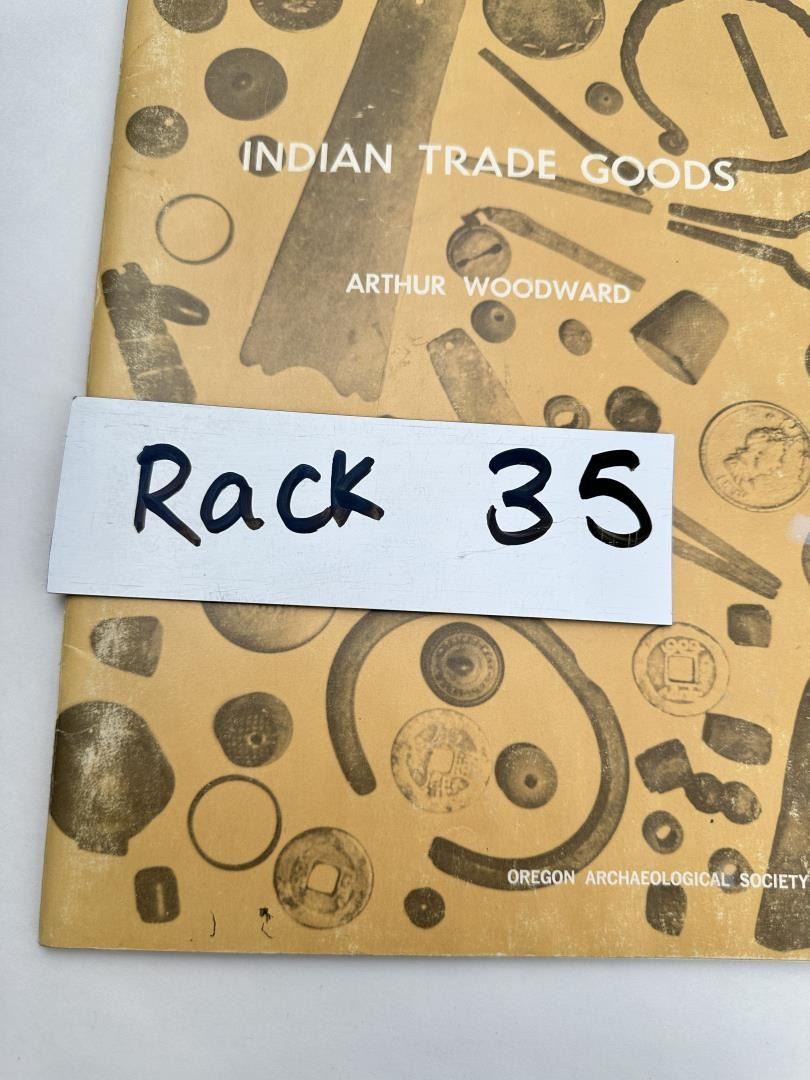 INDIAN TRADE GOODS
ARTHUR WOODWARD
Rack 35
OREGON ARCHAEOLOGICAL SOCIETY